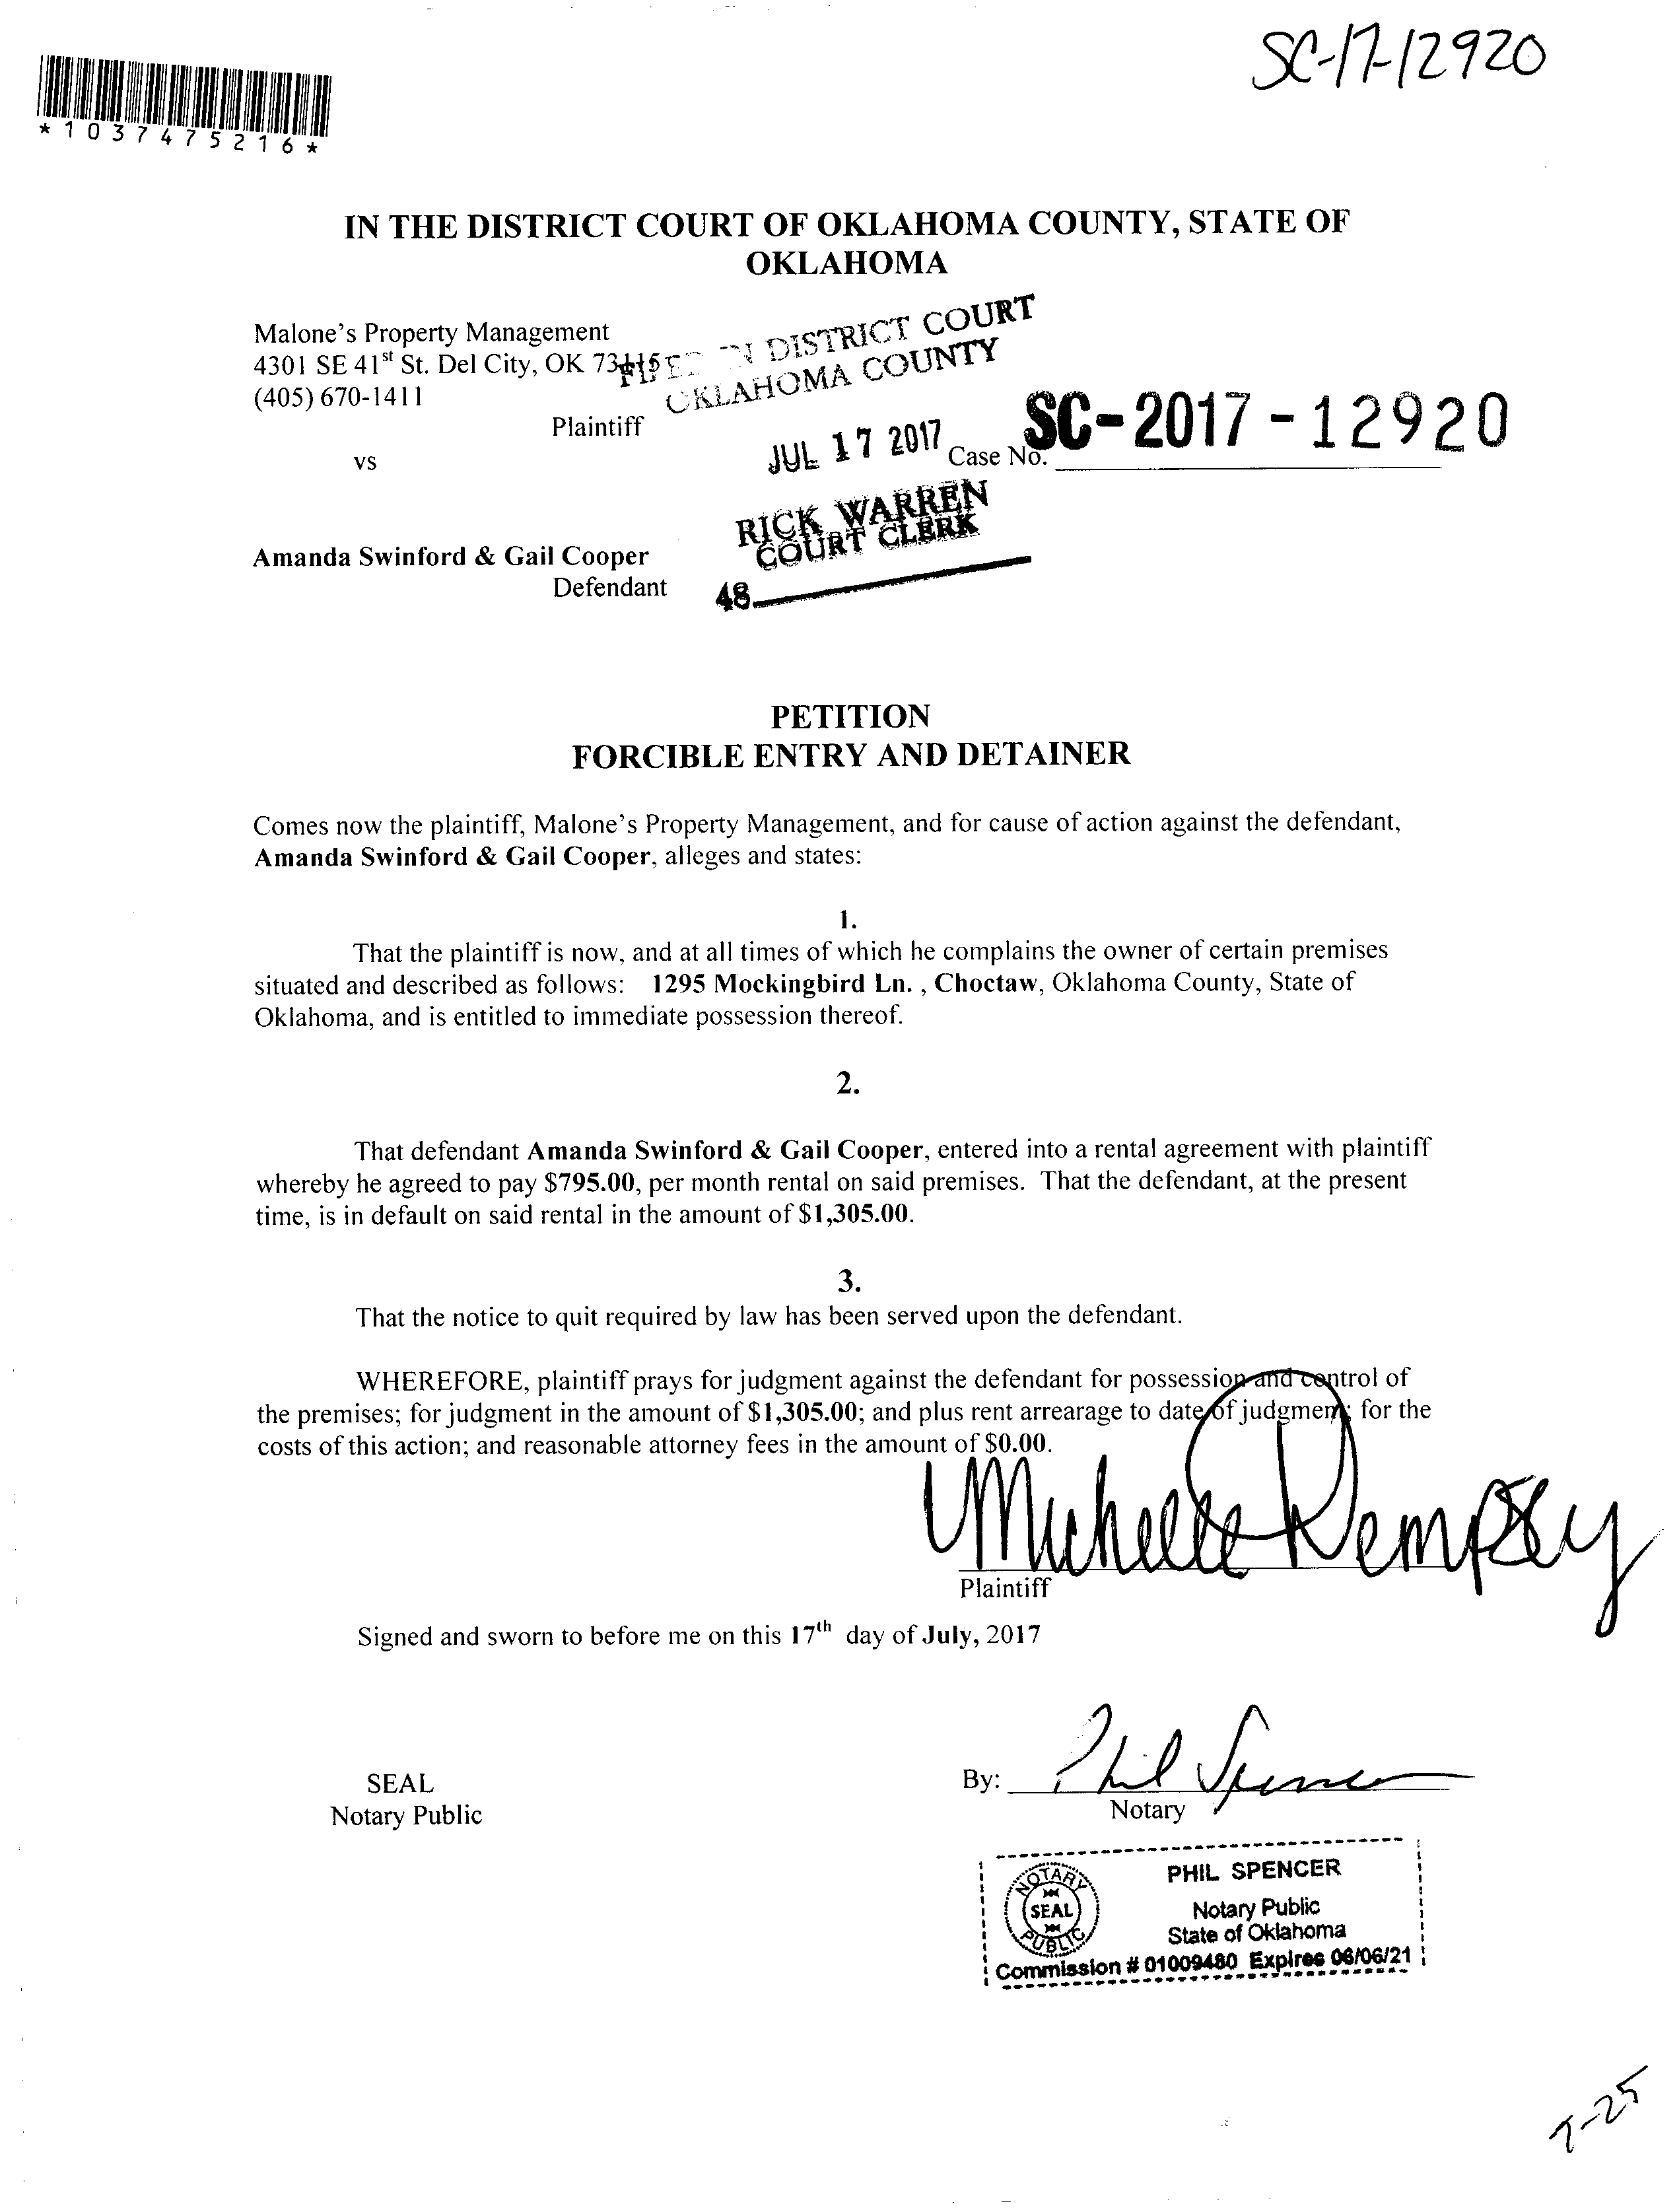 SC-17-12920
*1037475216*
IN THE DISTRICT COURT OF OKLAHOMA COUNTY, STATE OF
OKLAHOMA
Malone's Property Management
4301 SE 41st St. Del City, OK 73115
(405) 670-1411
Plaintiff
vs
IN DISTRICT COURT
OKLAHOMA COUNTY
JUL 17 2017
Case No. SC-2017-12920
RICK WARREN
COURT CLERK
48
Amanda Swinford & Gail Cooper
Defendant
PETITION
FORCIBLE ENTRY AND DETAINER
Comes now the plaintiff, Malone's Property Management, and for cause of action against the defendant,
Amanda Swinford & Gail Cooper, alleges and states:
1.
That the plaintiff is now, and at all times of which he complains the owner of certain premises
situated and described as follows: 1295 Mockingbird Ln. , Choctaw, Oklahoma County, State of
Oklahoma, and is entitled to immediate possession thereof.
2.
That defendant Amanda Swinford & Gail Cooper, entered into a rental agreement with plaintiff
whereby he agreed to pay $795.00, per month rental on said premises. That the defendant, at the present
time, is in default on said rental in the amount of $1,305.00.
3.
That the notice to quit required by law has been served upon the defendant.
WHEREFORE, plaintiff prays for judgment against the defendant for possession and control of
the premises; for judgment in the amount of $1,305.00; and plus rent arrearage to date of judgment; for the
costs of this action; and reasonable attorney fees in the amount of $0.00.
Michelle Dempsey
Plaintiff
Signed and sworn to before me on this 17th day of July, 2017
SEAL
Notary Public
By: Phil Spencer
Notary
NOTARY
SEAL
PUBLIC
PHIL SPENCER
Notary Public
State of Oklahoma
Commission # 01009480 Expires 06/06/21
7-25